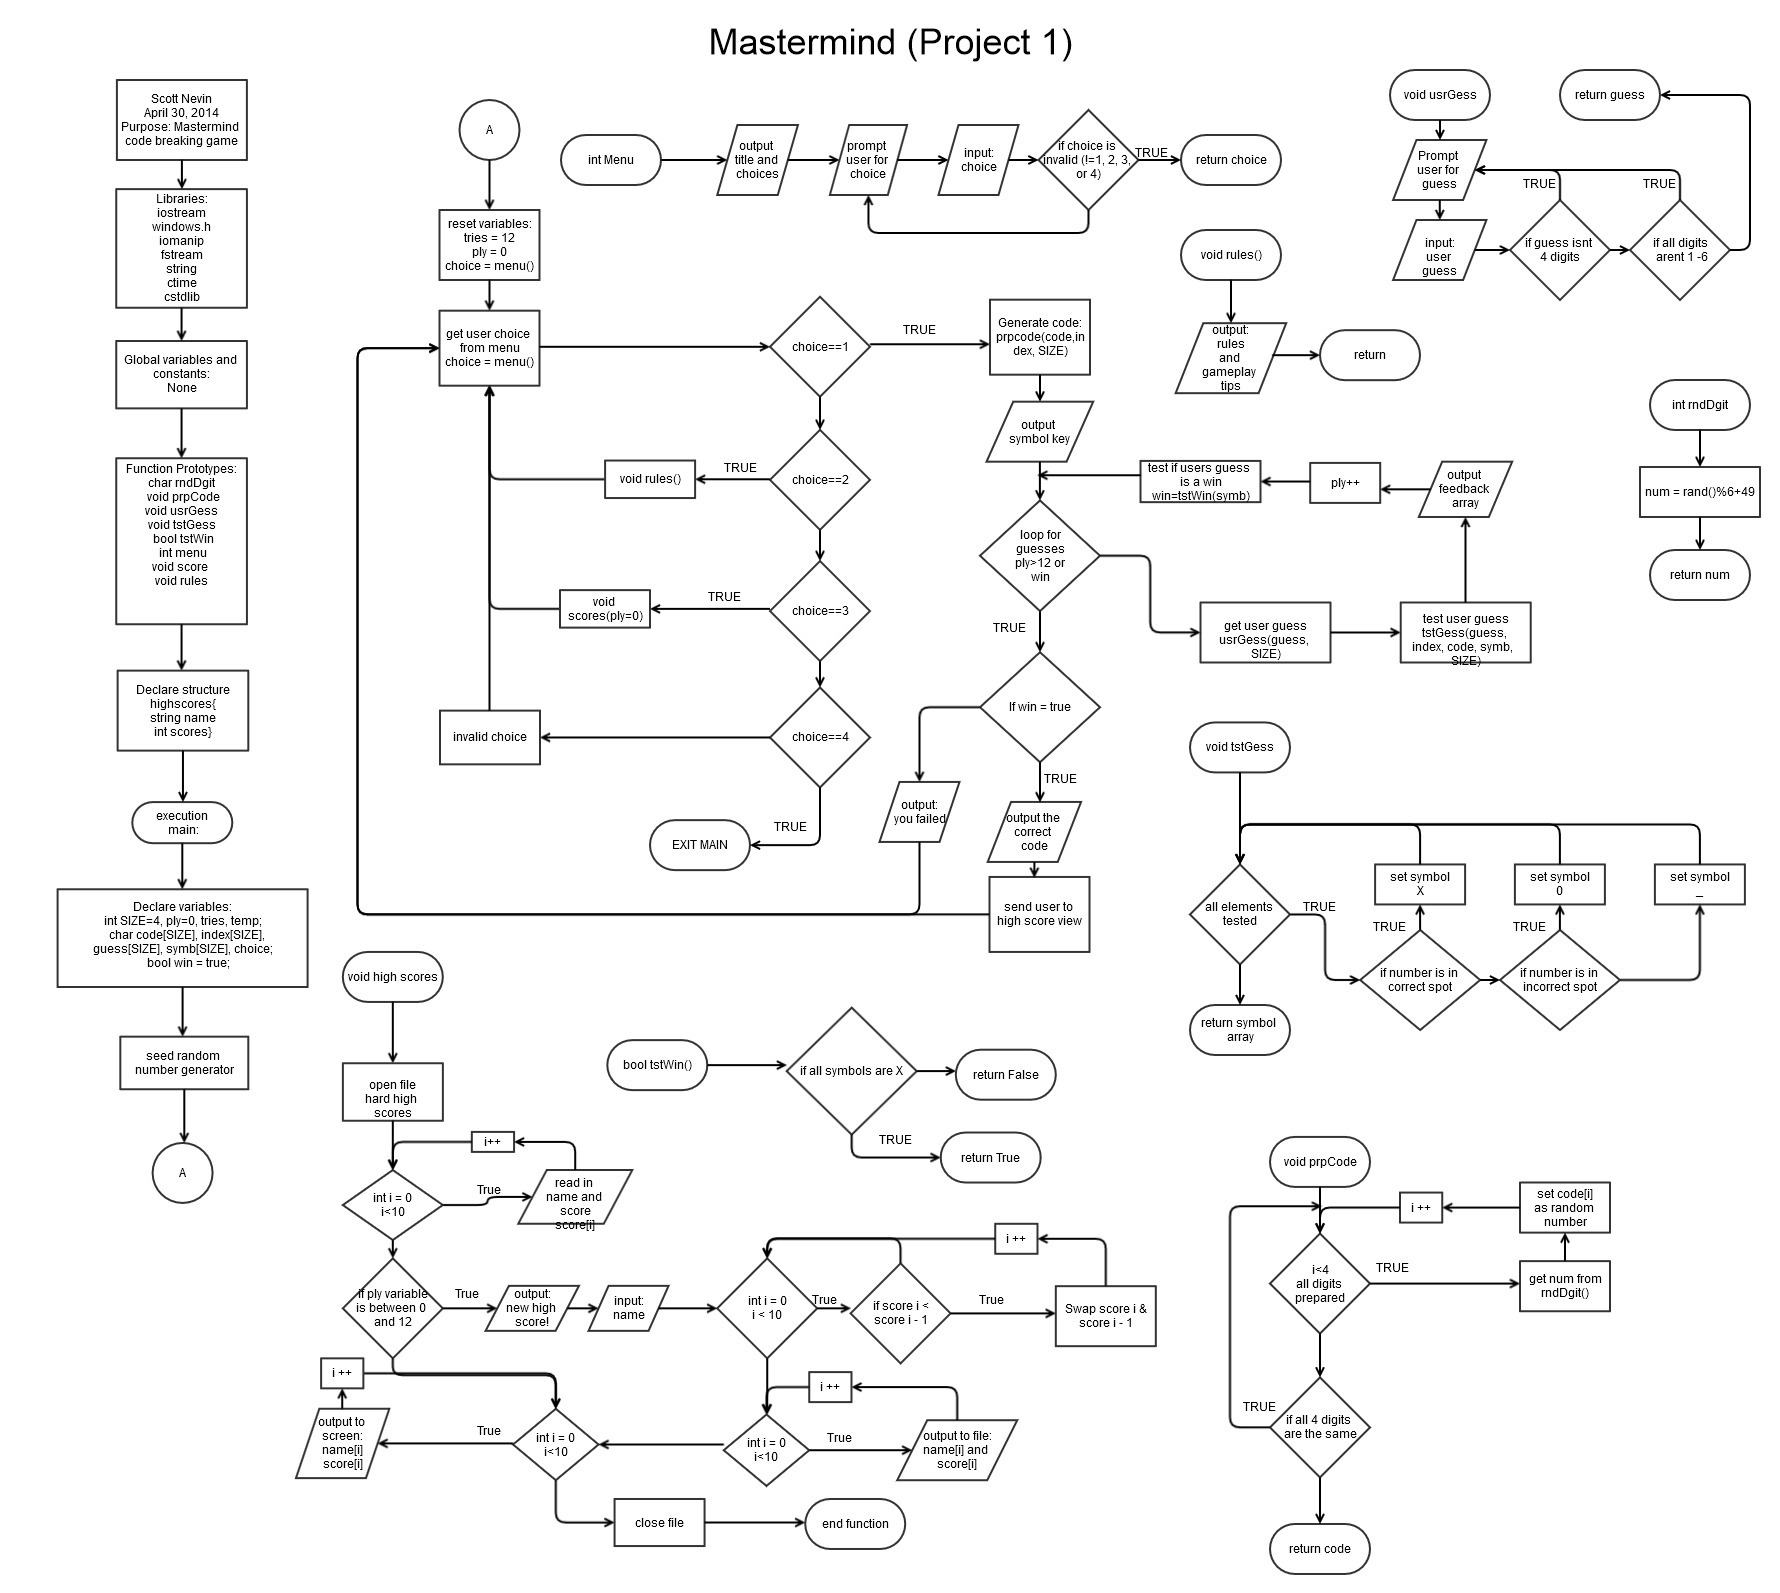 Mastermind (Project 1)
Scott Nevin
April 30, 2014
Purpose: Mastermind
code breaking game
Libraries:
iostream
windows.h
iomanip
fstream
string
ctime
cstdlib
Global variables and
constants:
None
Function Prototypes:
char rndDgit
void prpCode
void usrGess
void tstGess
bool tstWin
int menu
void score
void rules
Declare structure
highscores{
string name
int scores}
execution
main:
Declare variables:
int SIZE=4, ply=0, tries, temp;
char code[SIZE], index[SIZE],
guess[SIZE], symb[SIZE], choice;
bool win = true;
seed random
number generator
A
A
reset variables:
tries = 12
ply = 0
choice = menu()
get user choice
from menu
choice = menu()
choice==1
TRUE
choice==2
TRUE
void rules()
choice==3
TRUE
void
scores(ply=0)
choice==4
invalid choice
TRUE
EXIT MAIN
Generate code:
prpcode(code,in
dex, SIZE)
output
symbol key
loop for
guesses
ply>12 or
win
TRUE
get user guess
usrGess(guess,
SIZE)
test user guess
tstGess(guess,
index, code, symb,
SIZE)
output
feedback
array
ply++
test if users guess
is a win
win=tstWin(symb)
If win = true
TRUE
output:
you failed
output the
correct
code
send user to
high score view
int Menu
output
title and
choices
prompt
user for
choice
input:
choice
if choice is
invalid (!=1, 2, 3,
or 4)
TRUE
return choice
void rules()
output:
rules
and
gameplay
tips
return
void usrGess
Prompt
user for
guess
input:
user
guess
if guess isnt
4 digits
TRUE
if all digits
arent 1 -6
TRUE
return guess
int rndDgit
num = rand()%6+49
return num
void tstGess
all elements
tested
TRUE
if number is in
correct spot
TRUE
set symbol
X
if number is in
incorrect spot
TRUE
set symbol
0
set symbol
_
return symbol
array
void high scores
open file
hard high
scores
int i = 0
i<10
True
read in
name and
score
score[i]
i++
if ply variable
is between 0
and 12
True
output:
new high
score!
input:
name
int i = 0
i < 10
True
if score i <
score i - 1
True
Swap score i &
score i - 1
i ++
int i = 0
i<10
True
output to file:
name[i] and
score[i]
i ++
int i = 0
i<10
True
output to
screen:
name[i]
score[i]
i ++
close file
end function
bool tstWin()
if all symbols are X
return False
TRUE
return True
void prpCode
i<4
all digits
prepared
TRUE
get num from
rndDgit()
set code[i]
as random
number
i ++
if all 4 digits
are the same
TRUE
return code